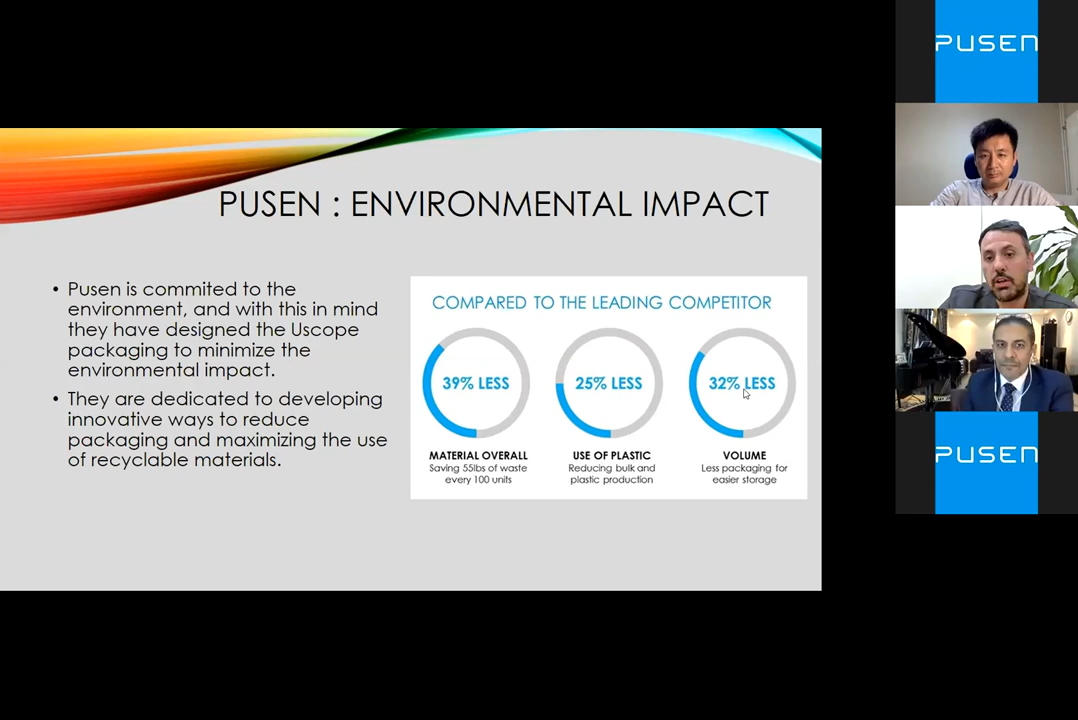 PUSEN
PUSEN : ENVIRONMENTAL IMPACT
• Pusen is commited to the
environment, and with this in mind
they have designed the Uscope
packaging to minimize the
environmental impact.
• They are dedicated to developing
innovative ways to reduce
packaging and maximizing the use
of recyclable materials.
COMPARED TO THE LEADING COMPETITOR
39% LESS
MATERIAL OVERALL
Saving 55lbs of waste
every 100 units
25% LESS
USE OF PLASTIC
Reducing bulk and
plastic production
32% LESS
VOLUME
Less packaging for
easier storage
PUSEN